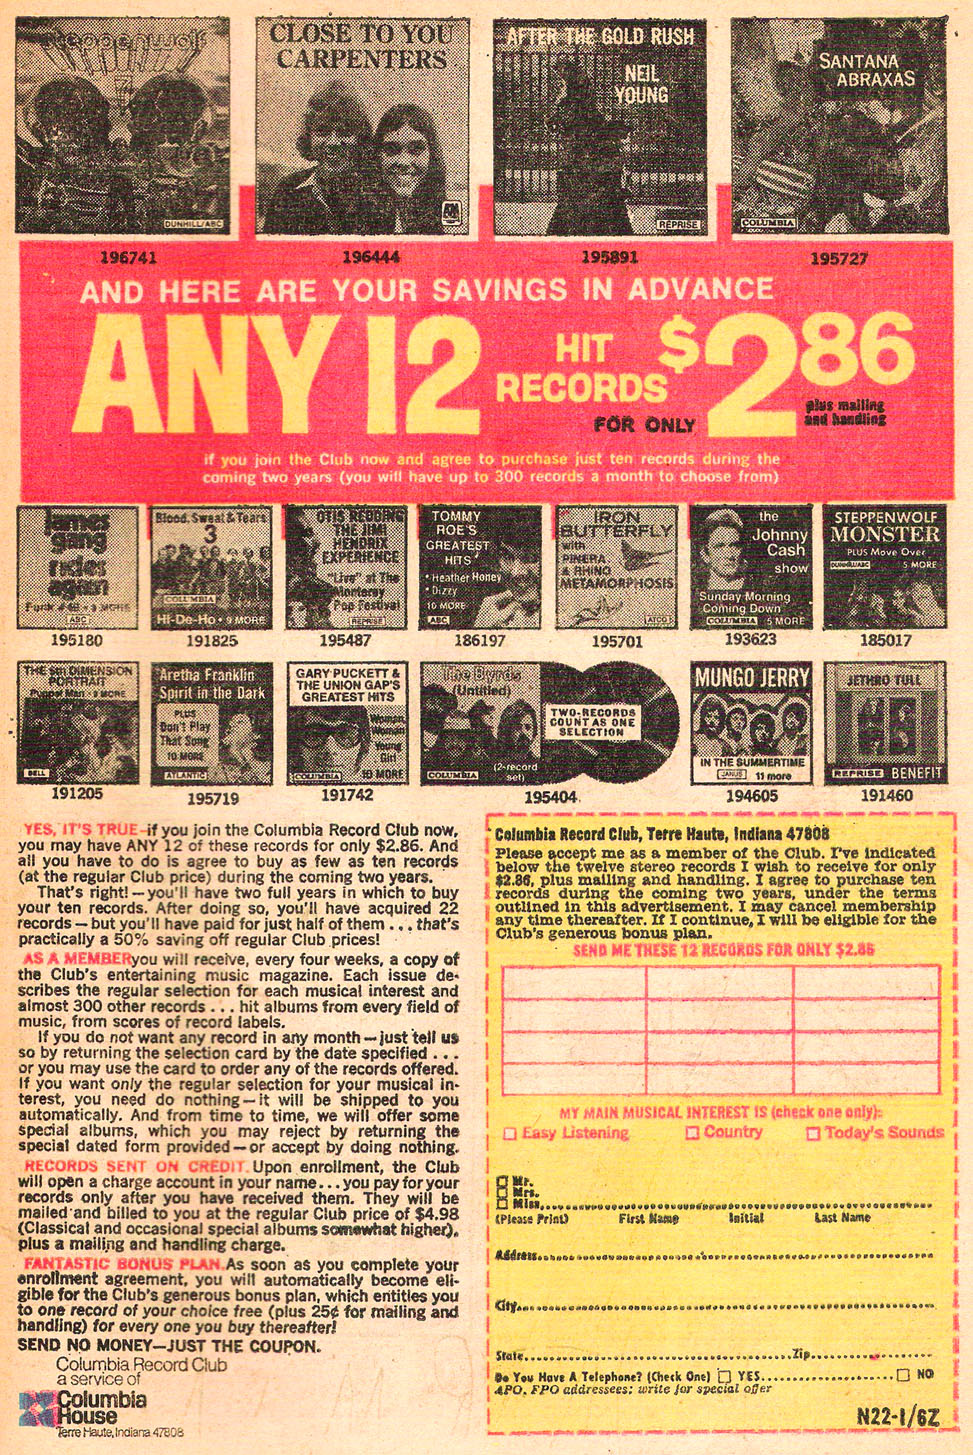 steppenwolf
7
DUNHILL/ABC
CLOSE TO YOU
CARPENTERS
A&M
AFTER THE GOLD RUSH
NEIL
YOUNG
REPRISE
SANTANA
ABRAXAS
COLUMBIA
196741
196444
195891
195727
AND HERE ARE YOUR SAVINGS IN ADVANCE
ANY 12 HIT RECORDS FOR ONLY $2.86
plus mailing
and handling
if you join the Club now and agree to purchase just ten records during the
coming two years (you will have up to 300 records a month to choose from)
james
gang
rides
again
Funk #49 • 9 MORE
ABC
Blood, Sweat & Tears
3
COLUMBIA
Hi-De-Ho • 9 MORE
OTIS REDDING
THE JIMI
HENDRIX
EXPERIENCE
"Live" at The
Monterey
Pop Festival
REPRISE
TOMMY
ROE'S
GREATEST
HITS
• Heather Honey
• Dizzy
10 MORE
ABC
IRON
BUTTERFLY
with
PINERA
& RHINO
METAMORPHOSIS
ATCO
the
Johnny
Cash
show
Sunday Morning
Coming Down
COLUMBIA 5 MORE
STEPPENWOLF
MONSTER
PLUS Move Over
DUNHILL/ABC 5 MORE
195180
191825
195487
186197
195701
193623
185017
THE 5th DIMENSION
PORTRAIT
Puppet Man • 9 MORE
BELL
Aretha Franklin
Spirit in the Dark
PLUS
Don't Play
That Song
10 MORE
ATLANTIC
GARY PUCKETT &
THE UNION GAP'S
GREATEST HITS
Woman,
Woman
Young
Girl
COLUMBIA 10 MORE
The Byrds
(Untitled)
COLUMBIA
(2-record
set)
TWO-RECORDS
COUNT AS ONE
SELECTION
MUNGO JERRY
IN THE SUMMERTIME
JANUS 11 more
JETHRO TULL
REPRISE BENEFIT
191205
195719
191742
195404
194605
191460
YES, IT'S TRUE—if you join the Columbia Record Club now,
you may have ANY 12 of these records for only $2.86. And
all you have to do is agree to buy as few as ten records
(at the regular Club price) during the coming two years.
That's right!—you'll have two full years in which to buy
your ten records. After doing so, you'll have acquired 22
records—but you'll have paid for just half of them . . . that's
practically a 50% saving off regular Club prices!
AS A MEMBER you will receive, every four weeks, a copy of
the Club's entertaining music magazine. Each issue de-
scribes the regular selection for each musical interest and
almost 300 other records . . . hit albums from every field of
music, from scores of record labels.
If you do not want any record in any month—just tell us
so by returning the selection card by the date specified . . .
or you may use the card to order any of the records offered.
If you want only the regular selection for your musical in-
terest, you need do nothing—it will be shipped to you
automatically. And from time to time, we will offer some
special albums, which you may reject by returning the
special dated form provided—or accept by doing nothing.
RECORDS SENT ON CREDIT. Upon enrollment, the Club
will open a charge account in your name . . . you pay for your
records only after you have received them. They will be
mailed and billed to you at the regular Club price of $4.98
(Classical and occasional special albums somewhat higher),
plus a mailing and handling charge.
FANTASTIC BONUS PLAN. As soon as you complete your
enrollment agreement, you will automatically become eli-
gible for the Club's generous bonus plan, which entitles you
to one record of your choice free (plus 25¢ for mailing and
handling) for every one you buy thereafter!
SEND NO MONEY—JUST THE COUPON.
Columbia Record Club
a service of
Columbia
House
Terre Haute, Indiana 47808
Columbia Record Club, Terre Haute, Indiana 47808
Please accept me as a member of the Club. I've indicated
below the twelve stereo records I wish to receive for only
$2.86, plus mailing and handling. I agree to purchase ten
records during the coming two years, under the terms
outlined in this advertisement. I may cancel membership
any time thereafter. If I continue, I will be eligible for the
Club's generous bonus plan.
SEND ME THESE 12 RECORDS FOR ONLY $2.86
MY MAIN MUSICAL INTEREST IS (check one only):
Easy Listening Country Today's Sounds
Mr.
Mrs.
Miss
(Please Print) First Name Initial Last Name
Address
City
State Zip
Do You Have A Telephone? (Check One) YES NO
APO, FPO addressees: write for special offer
N22-1/6Z